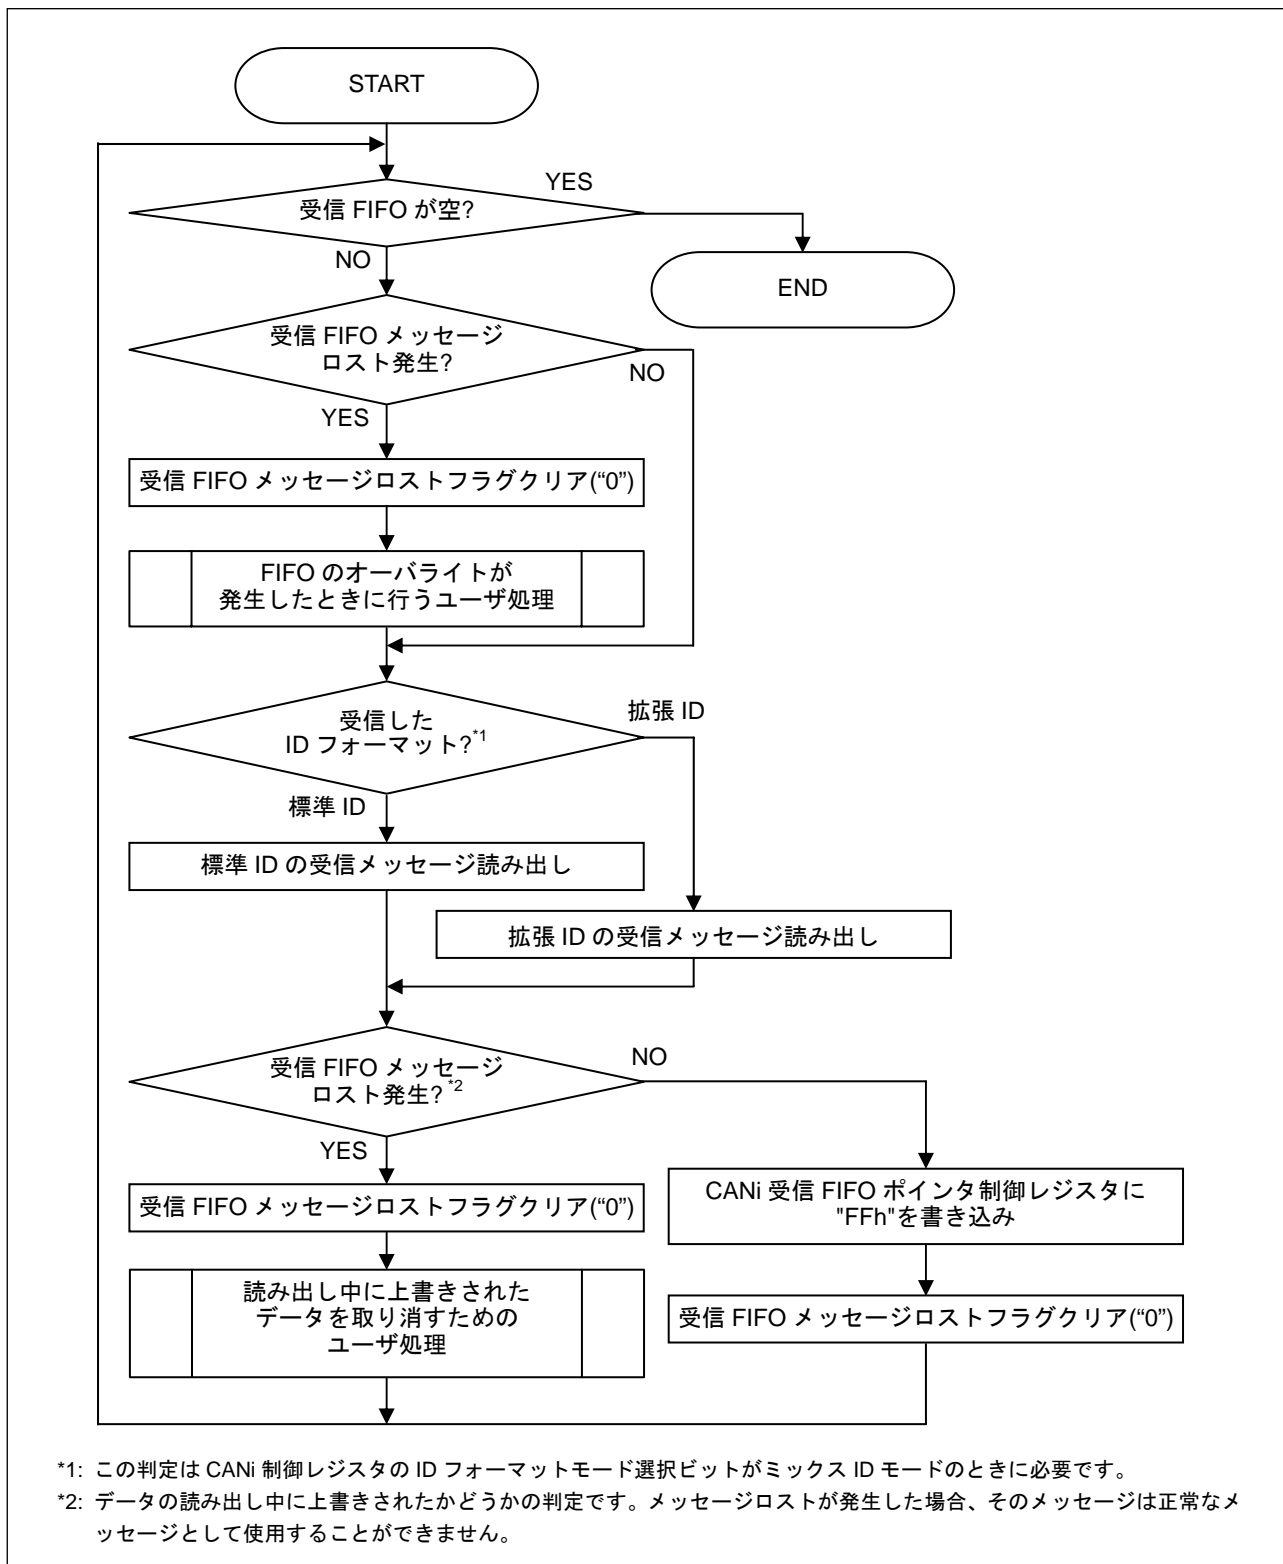 START
YES
受信 FIFO が空?
NO
END
受信 FIFO メッセージ
ロスト発生?
NO
YES
受信 FIFO メッセージロストフラグクリア(“0”)
FIFO のオーバライトが
発生したときに行うユーザ処理
拡張 ID
受信した
ID フォーマット?*1
標準 ID
標準 ID の受信メッセージ読み出し
拡張 ID の受信メッセージ読み出し
NO
受信 FIFO メッセージ
ロスト発生?*2
YES
受信 FIFO メッセージロストフラグクリア(“0”)
CANi 受信 FIFO ポインタ制御レジスタに
"FFh"を書き込み
読み出し中に上書きされた
データを取り消すための
ユーザ処理
受信 FIFO メッセージロストフラグクリア(“0”)
*1: この判定は CANi 制御レジスタの ID フォーマットモード選択ビットがミックス ID モードのときに必要です。
*2: データの読み出し中に上書きされたかどうかの判定です。メッセージロストが発生した場合、そのメッセージは正常なメ
ッセージとして使用することができません。